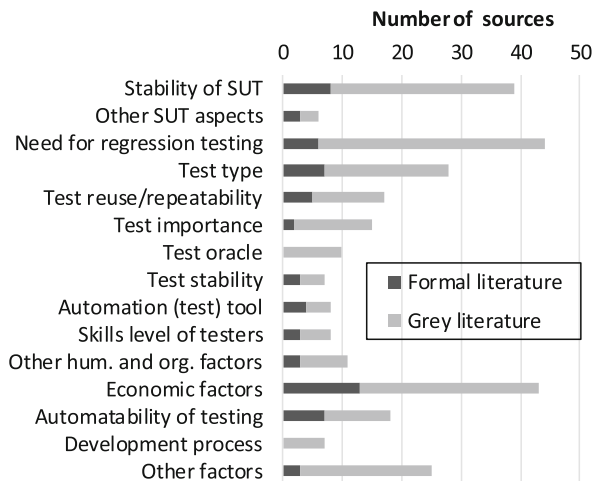 Number of sources
0 10 20 30 40 50
Stability of SUT
Other SUT aspects
Need for regression testing
Test type
Test reuse/repeatability
Test importance
Test oracle
Test stability
Automation (test) tool
Skills level of testers
Other hum. and org. factors
Economic factors
Automatability of testing
Development process
Other factors
Formal literature
Grey literature